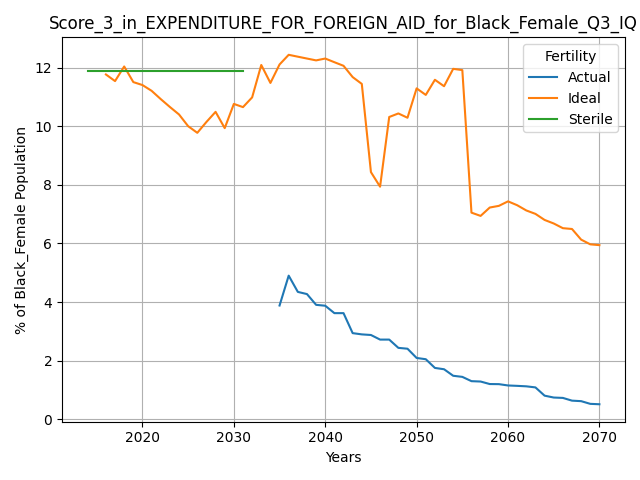 Score_3_in_EXPENDITURE_FOR_FOREIGN_AID_for_Black_Female_Q3_IQ
Fertility
Actual
Ideal
Sterile
% of Black_Female Population
12
10
8
6
4
2
0
2020 2030 2040 2050 2060 2070
Years